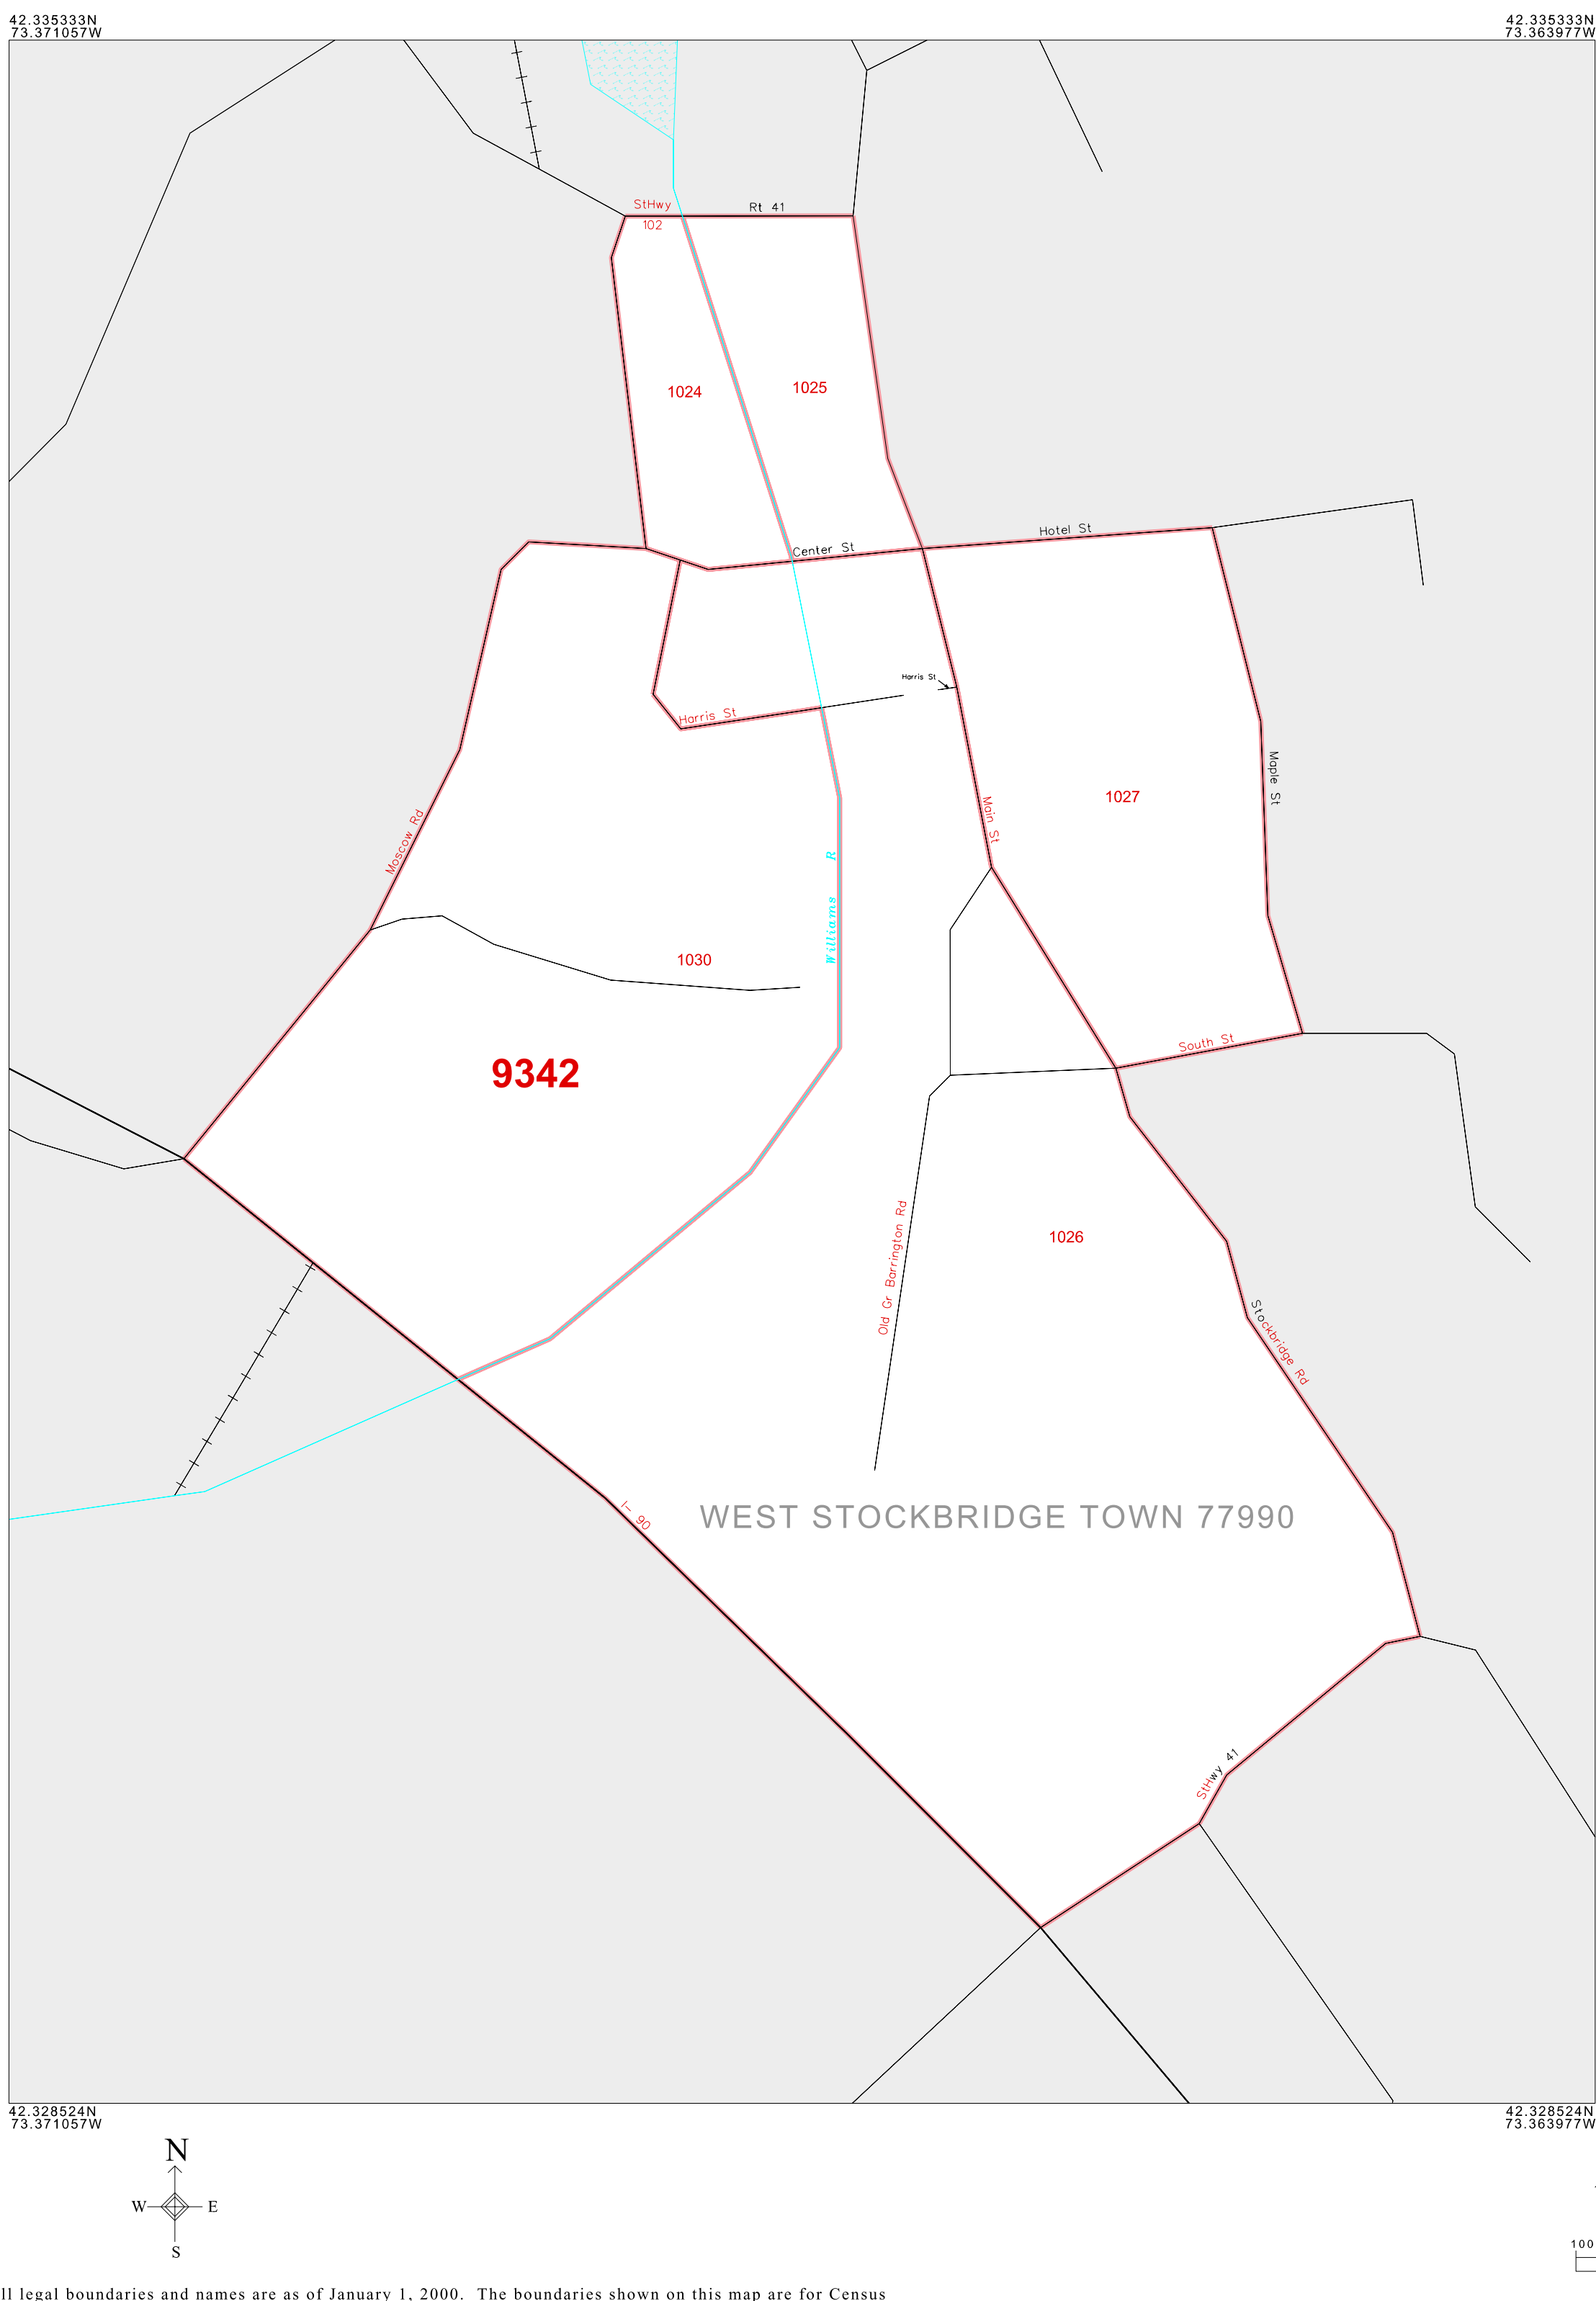 42.335333N
73.371057W
42.335333N
73.363977W
StHwy
102
Rt 41
1024
1025
Hotel St
Center St
Harris St
Harris St
Maple St
1027
Main St
Moscow Rd
Williams R
1030
South St
9342
Old Gr Barrington Rd
1026
Stockbridge Rd
I- 90
WEST STOCKBRIDGE TOWN 77990
StHwy 41
42.328524N
73.371057W
42.328524N
73.363977W
N
W
E
S
100
ll legal boundaries and names are as of January 1, 2000. The boundaries shown on this map are for Census